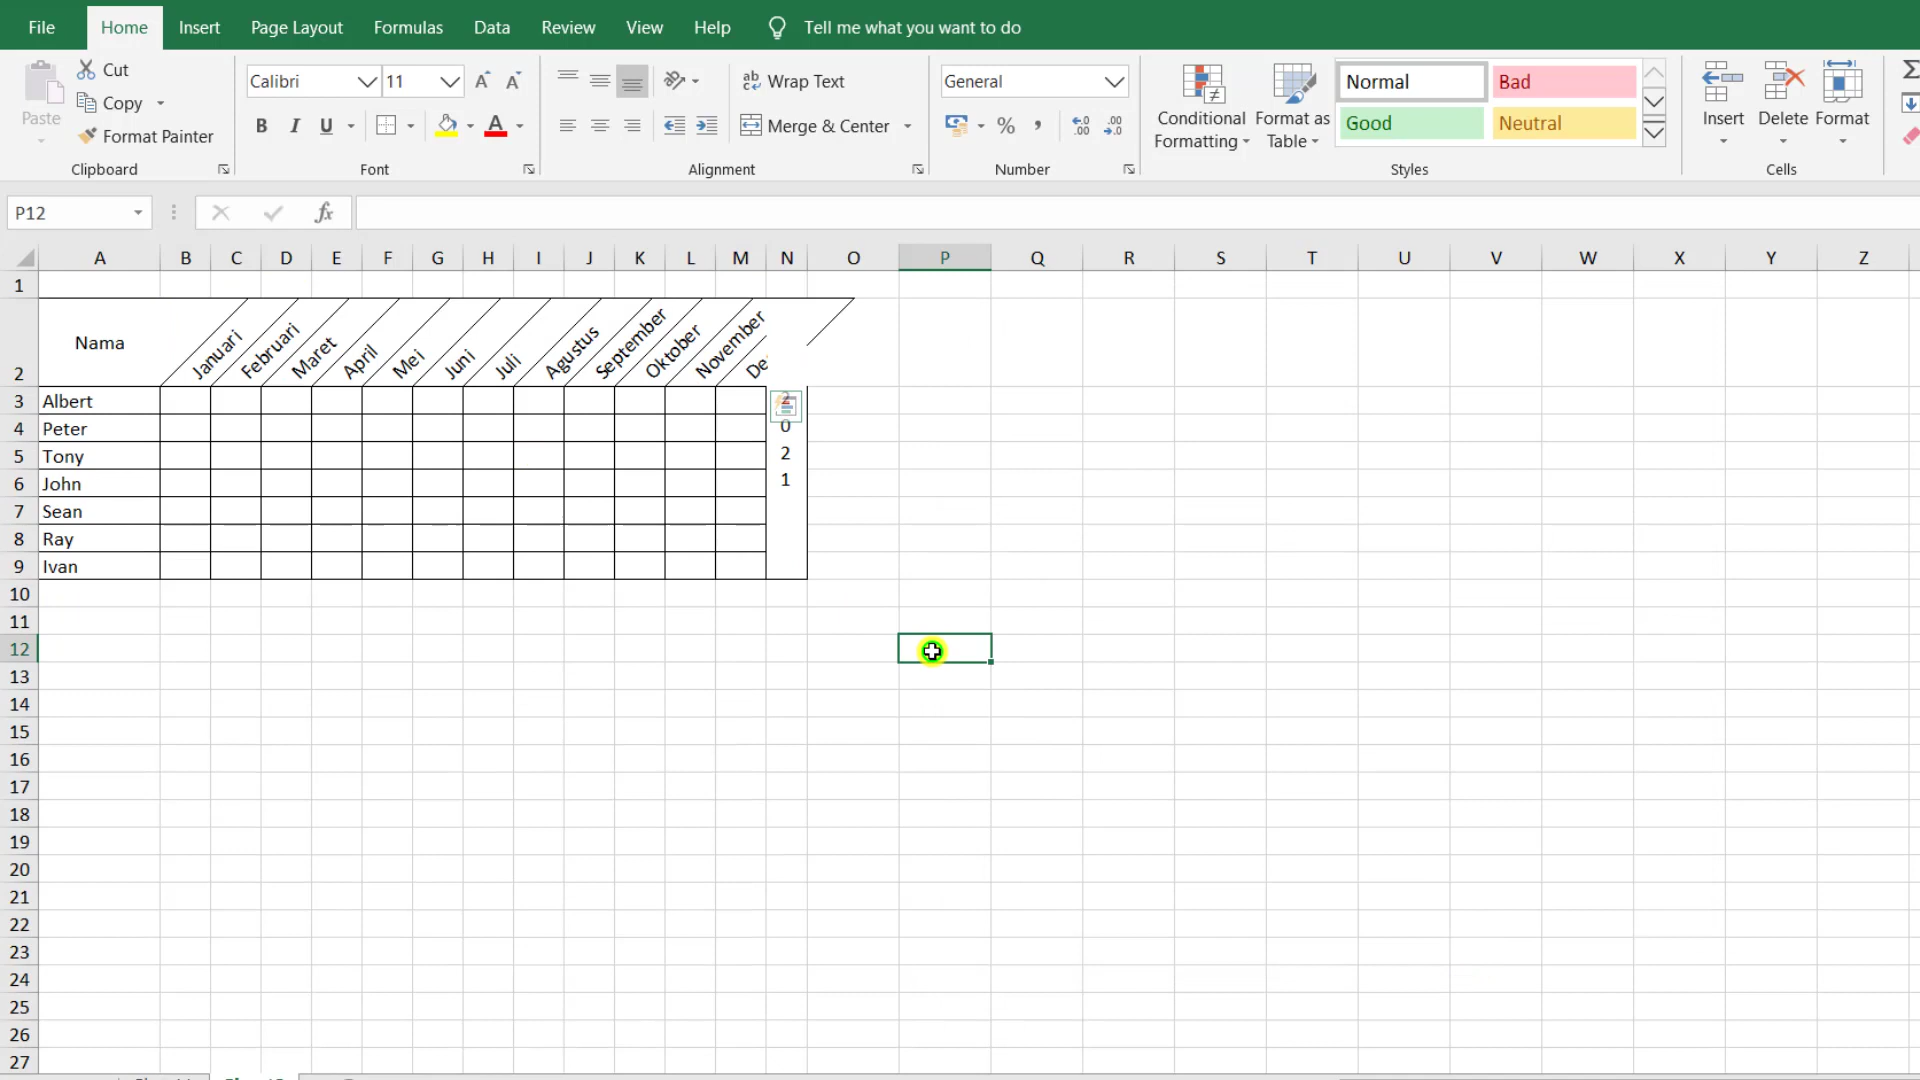 File Home Insert Page Layout Formulas Data Review View Help Tell me what you want to do
Paste
Cut
Copy
Format Painter
Clipboard
Calibri 11
B I U A
Font
Wrap Text
Merge & Center
Alignment
General
% ,
Number
Conditional
Formatting
Format as
Table
Normal Bad
Good Neutral
Styles
Insert Delete Format
Cells
P12 fx
A B C D E F G H I J K L M N O P Q R S T U V W X Y Z
1
2 Nama Januari Februari Maret April Mei Juni Juli Agustus September Oktober November De
3 Albert
4 Peter 0
5 Tony 2
6 John 1
7 Sean
8 Ray
9 Ivan
10
11
12
13
14
15
16
17
18
19
20
21
22
23
24
25
26
27